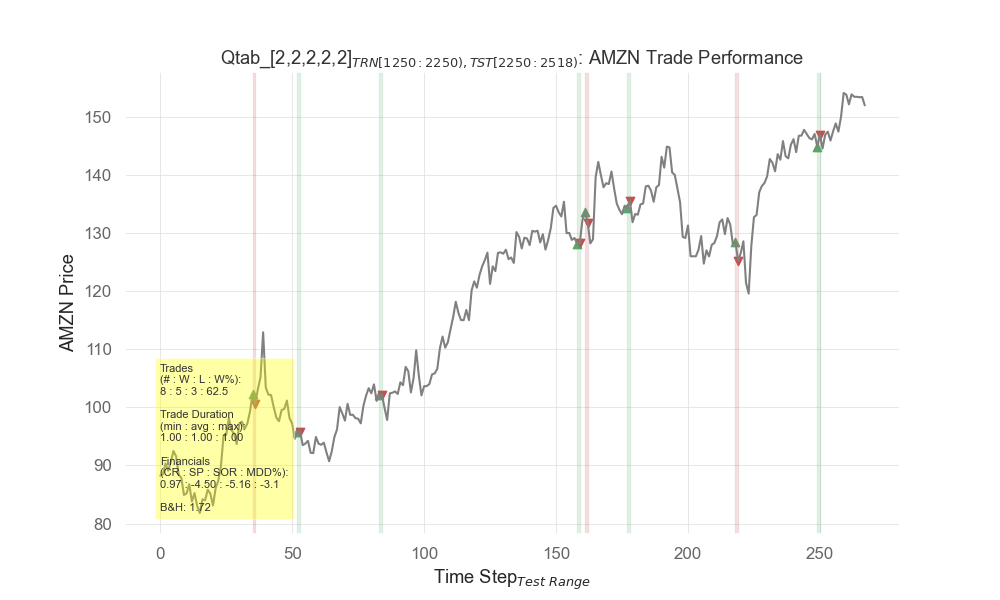 Qtab_[2,2,2,2,2]TRN[1250 : 2250), TST[2250 : 2518): AMZN Trade Performance
150
140
130
120
110
100
90
80
AMZN Price
Trades
(# : W : L : W%):
8 : 5 : 3 : 62.5
Trade Duration
(min : avg : max):
1.00 : 1.00 : 1.00
Financials
(CR : SP : SOR : MDD%):
0.97 : -4.50 : -5.16 : -3.1
B&H: 1.72
0 50 100 150 200 250
Time StepTest Range